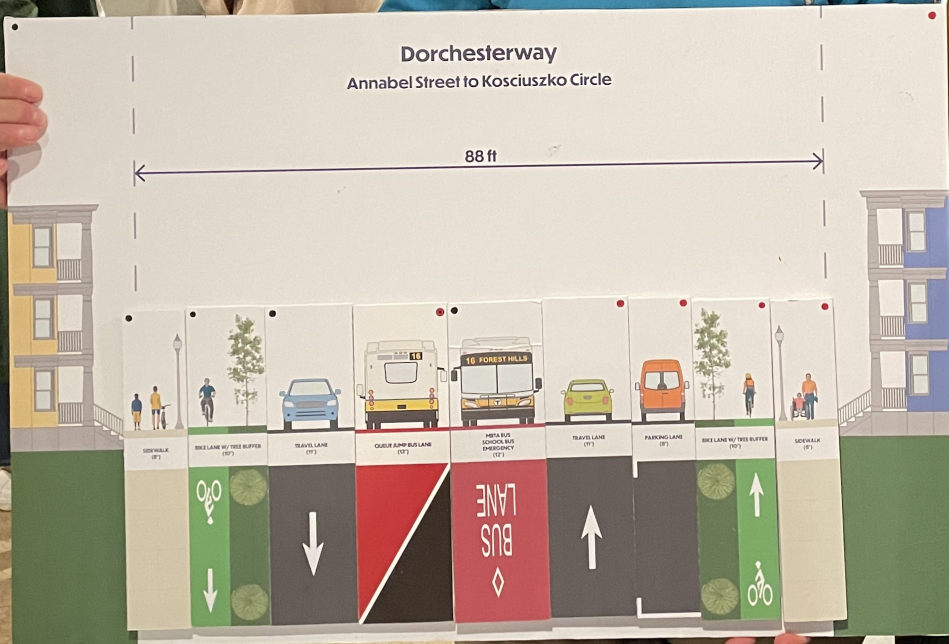 Dorchesterway
Annabel Street to Kosciuszko Circle
88 ft
16
16 FOREST HILLS
SIDEWALK
(8')
BIKE LANE W/ TREE BUFFER
(10')
TRAVEL LANE
(11')
QUEUE JUMP BUS LANE
MBTA BUS
SCHOOL BUS
EMERGENCY
(12')
TRAVEL LANE
(11')
PARKING LANE
BIKE LANE W/ TREE BUFFER
(10')
SIDEWALK
(8')
BUS
LANE